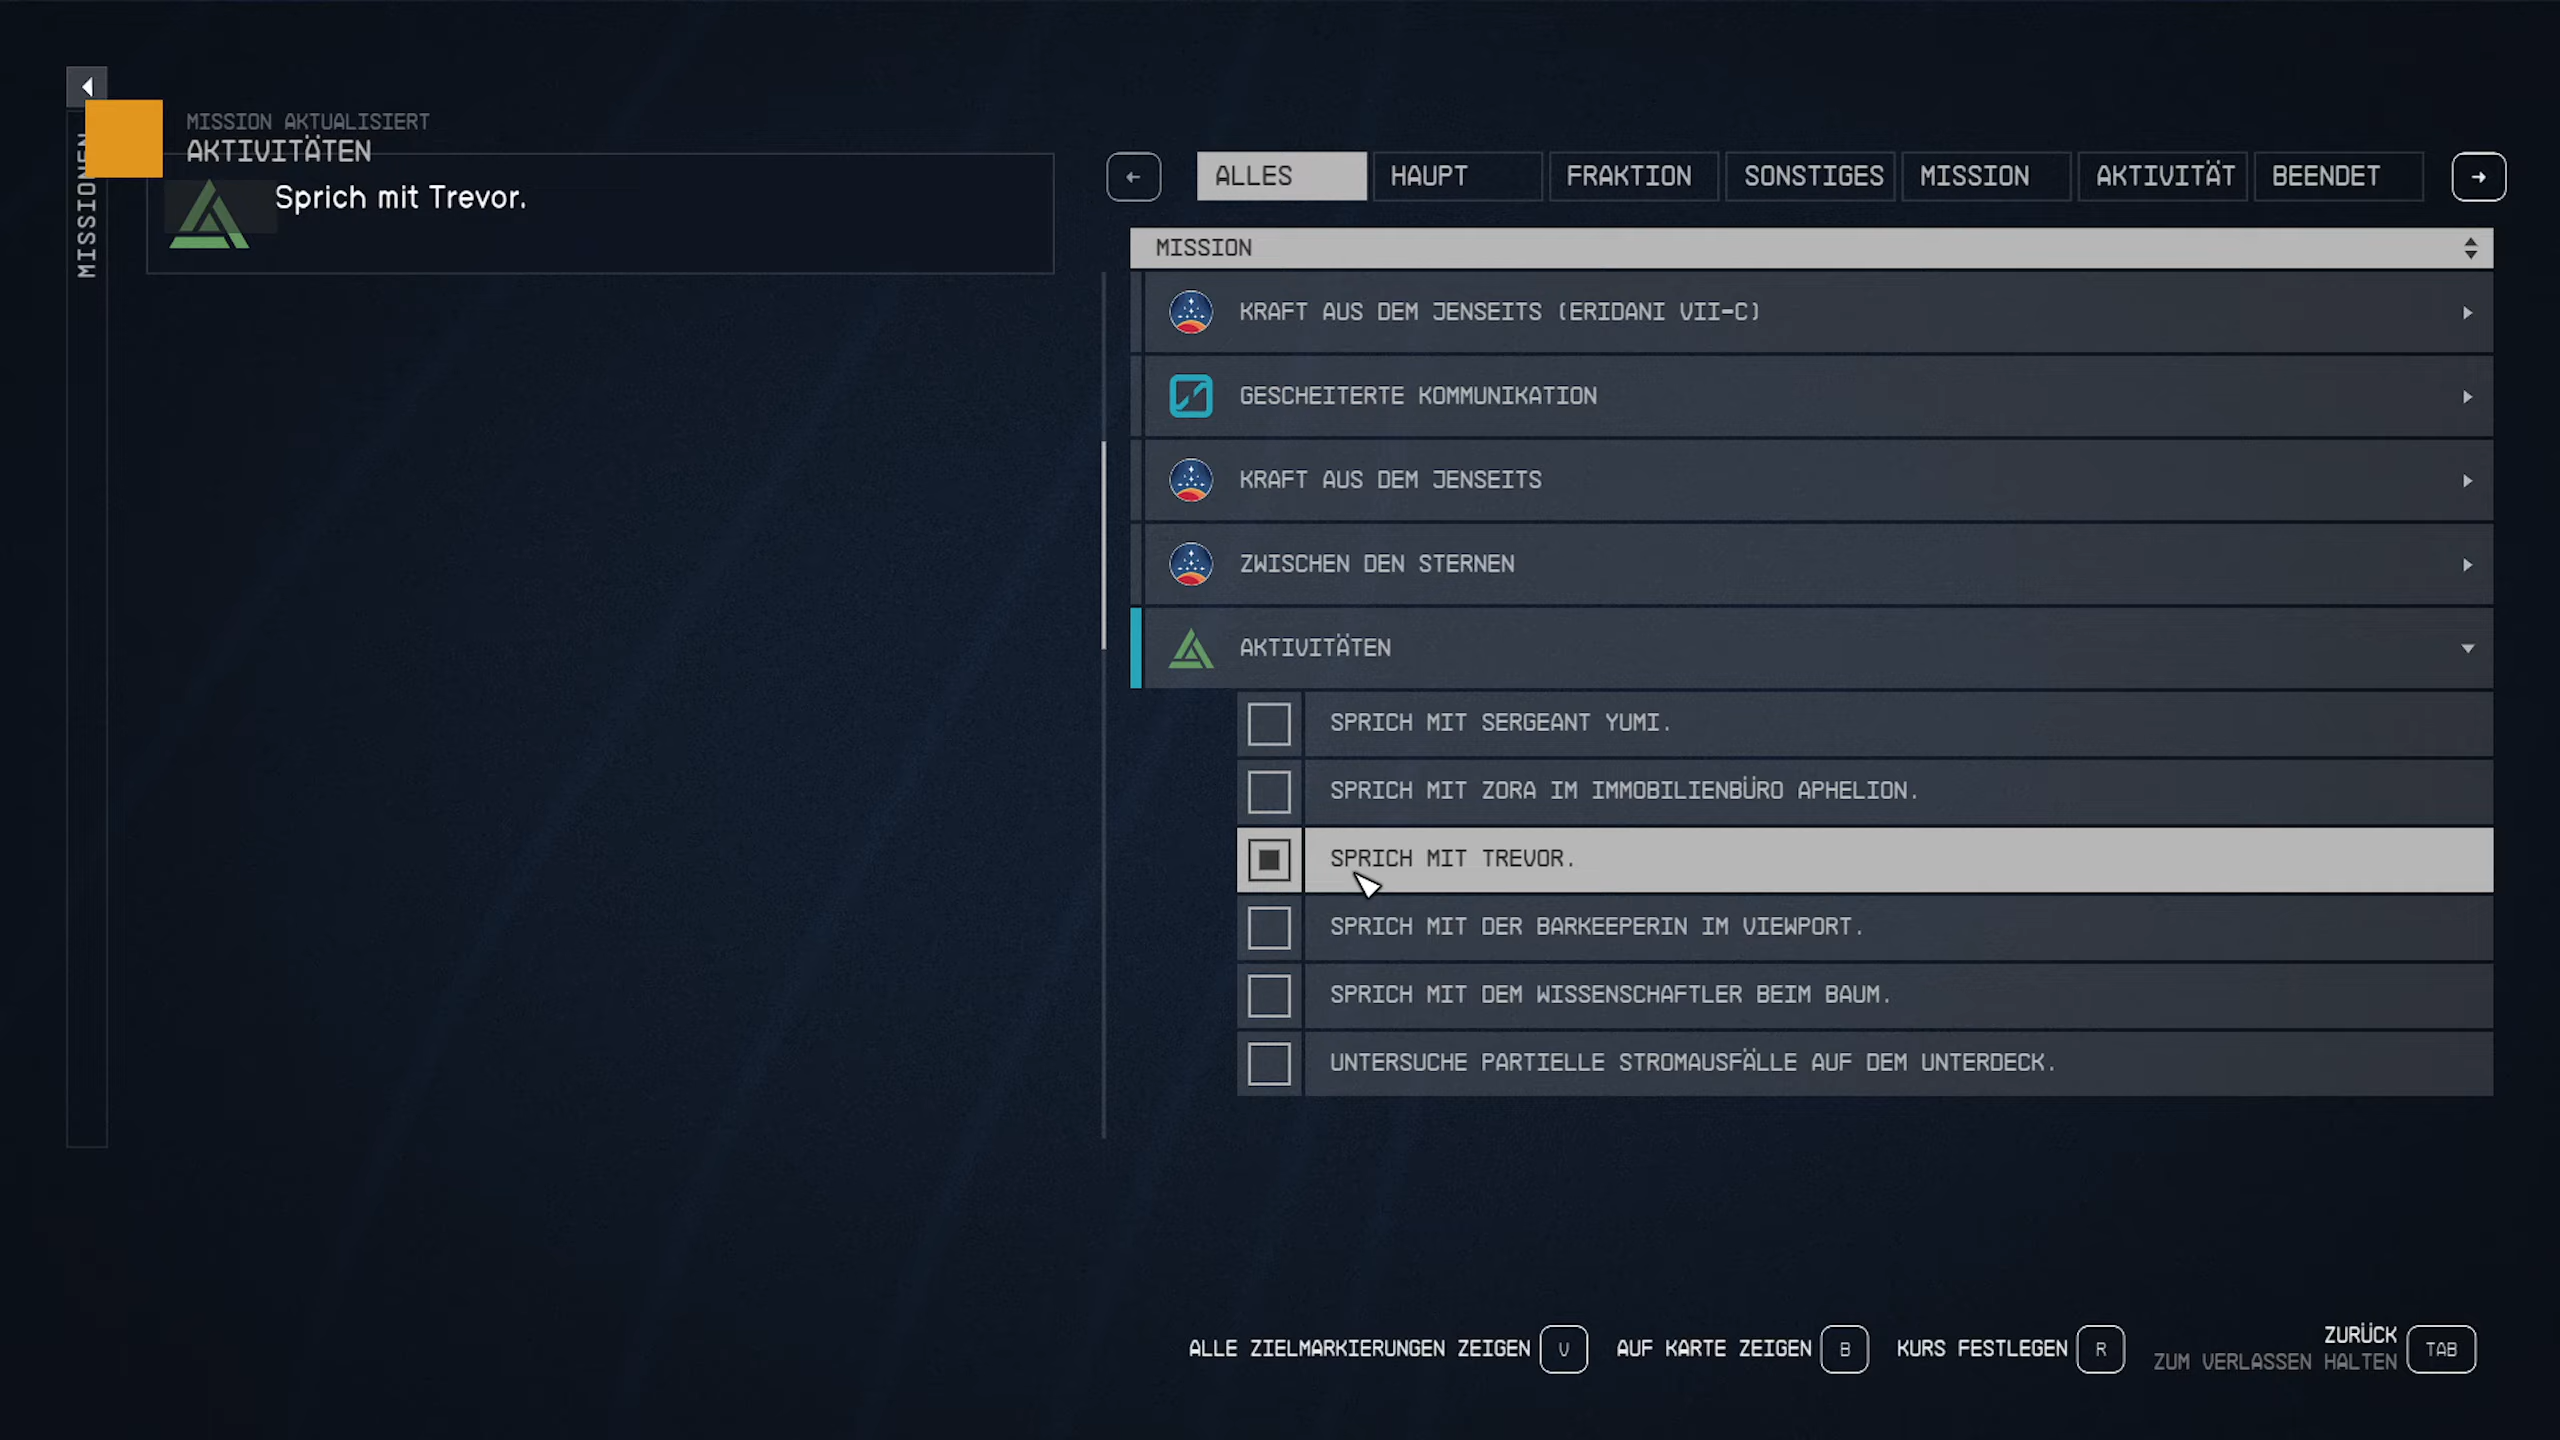 MISSIONEN
MISSION AKTUALISIERT
AKTIVITÄTEN
Sprich mit Trevor.
ALLES
HAUPT
FRAKTION
SONSTIGES
MISSION
AKTIVITÄT
BEENDET
MISSION
KRAFT AUS DEM JENSEITS (ERIDANI VII-C)
GESCHEITERTE KOMMUNIKATION
KRAFT AUS DEM JENSEITS
ZWISCHEN DEN STERNEN
AKTIVITÄTEN
SPRICH MIT SERGEANT YUMI.
SPRICH MIT ZORA IM IMMOBILIENBÜRO APHELION.
SPRICH MIT TREVOR.
SPRICH MIT DER BARKEEPERIN IM VIEWPORT.
SPRICH MIT DEM WISSENSCHAFTLER BEIM BAUM.
UNTERSUCHE PARTIELLE STROMAUSFÄLLE AUF DEM UNTERDECK.
ALLE ZIELMARKIERUNGEN ZEIGEN V
AUF KARTE ZEIGEN B
KURS FESTLEGEN R
ZURÜCK
ZUM VERLASSEN HALTEN TAB